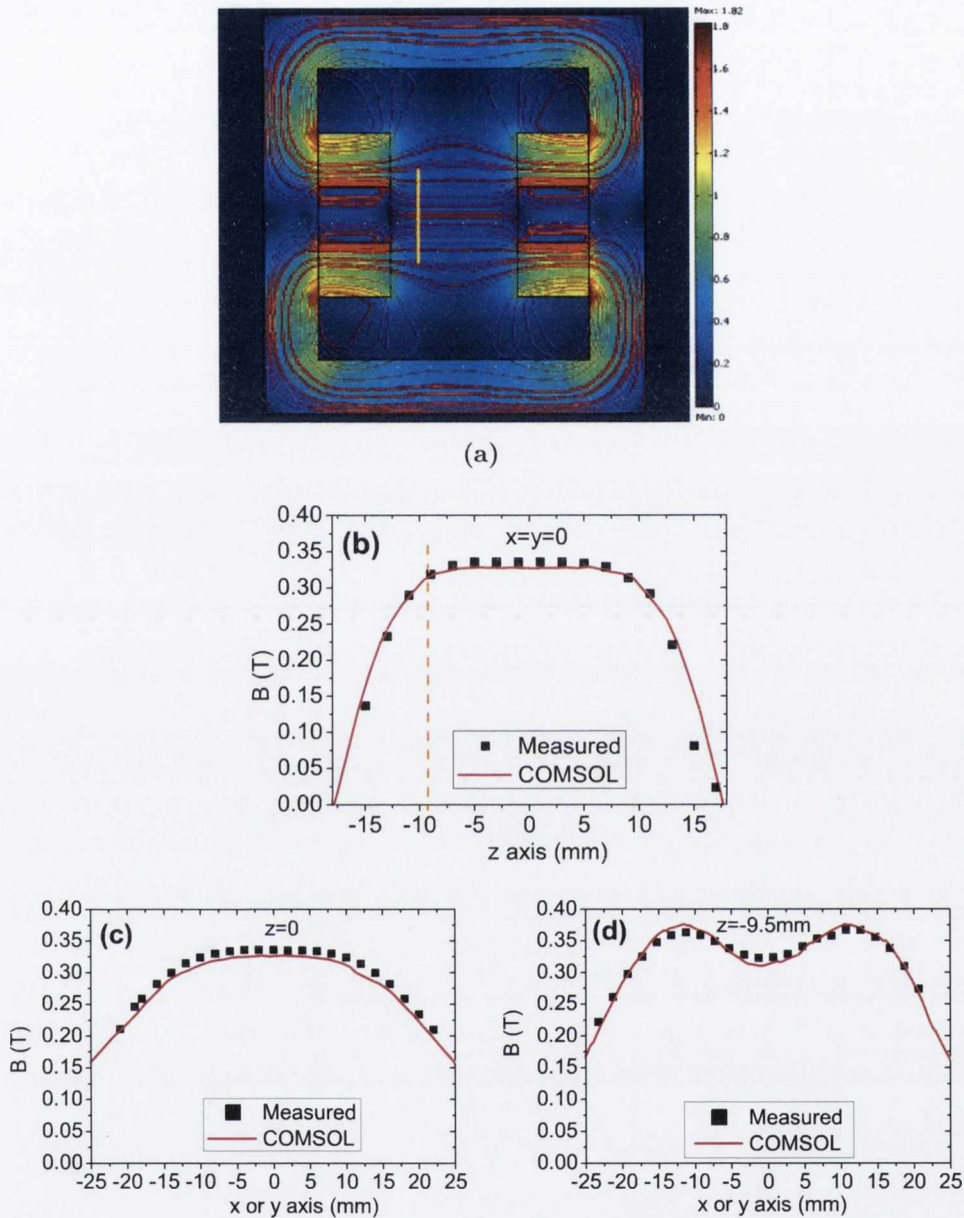 Max: 1.82
1.8
1.6
1.4
1.2
1
0.8
0.6
0.4
0.2
0
Min: 0
(a)
(b)
x=y=0
0.40
0.35
0.30
0.25
0.20
0.15
0.10
0.05
0.00
B (T)
Measured
COMSOL
-15 -10 -5 0 5 10 15
z axis (mm)
(c)
z=0
0.40
0.35
0.30
0.25
0.20
0.15
0.10
0.05
0.00
B (T)
Measured
COMSOL
-25 -20 -15 -10 -5 0 5 10 15 20 25
x or y axis (mm)
(d)
z=-9.5mm
0.40
0.35
0.30
0.25
0.20
0.15
0.10
0.05
0.00
B (T)
Measured
COMSOL
-25 -20 -15 -10 -5 0 5 10 15 20 25
x or y axis (mm)